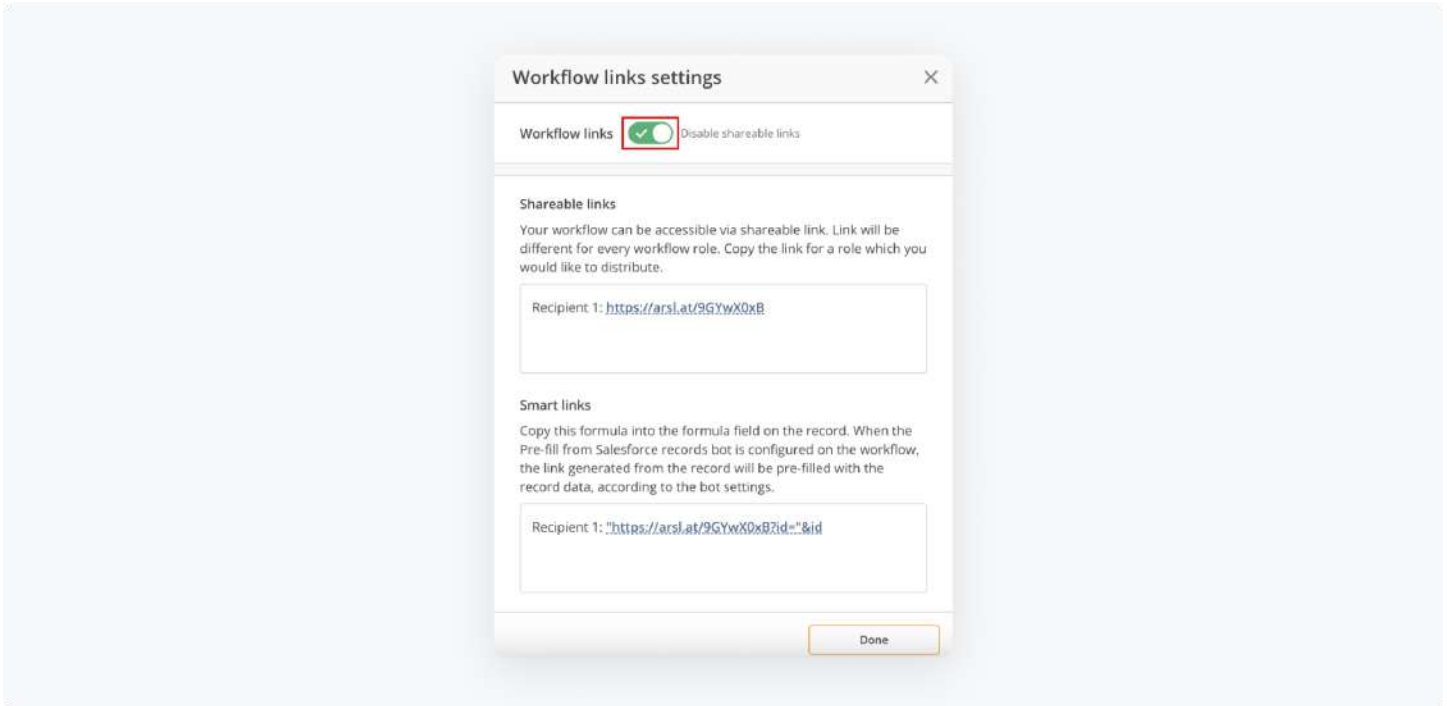 Workflow links settings
Workflow links Disable shareable links
Shareable links
Your workflow can be accessible via shareable link. Link will be
different for every workflow role. Copy the link for a role which you
would like to distribute.
Recipient 1: https://arsl.at/9GYwX0xB
Smart links
Copy this formula into the formula field on the record. When the
Pre-fill from Salesforce records bot is configured on the workflow,
the link generated from the record will be pre-filled with the
record data, according to the bot settings.
Recipient 1: "https://arsl.at/9GYwX0xB?id="&id
Done